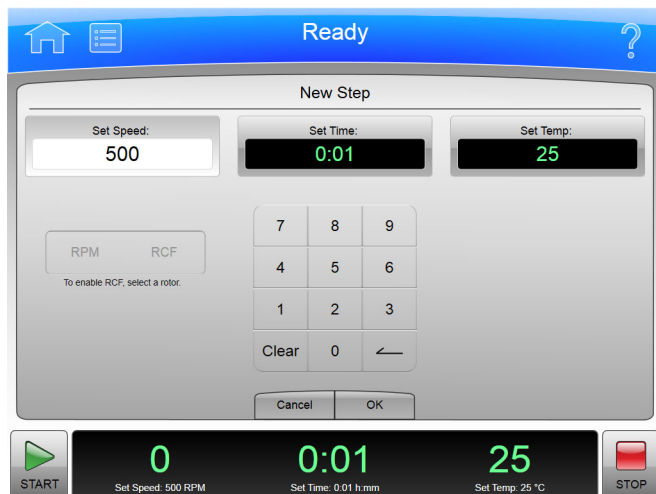 Ready
?
New Step
Set Speed: Set Time: Set Temp:
500 0:01 25
7 8 9
RPM RCF
To enable RCF, select a rotor.
4 5 6
1 2 3
Clear 0
Cancel OK
0 0:01 25
START Set Speed: 500 RPM Set Time: 0:01 h:mm Set Temp: 25 °C STOP